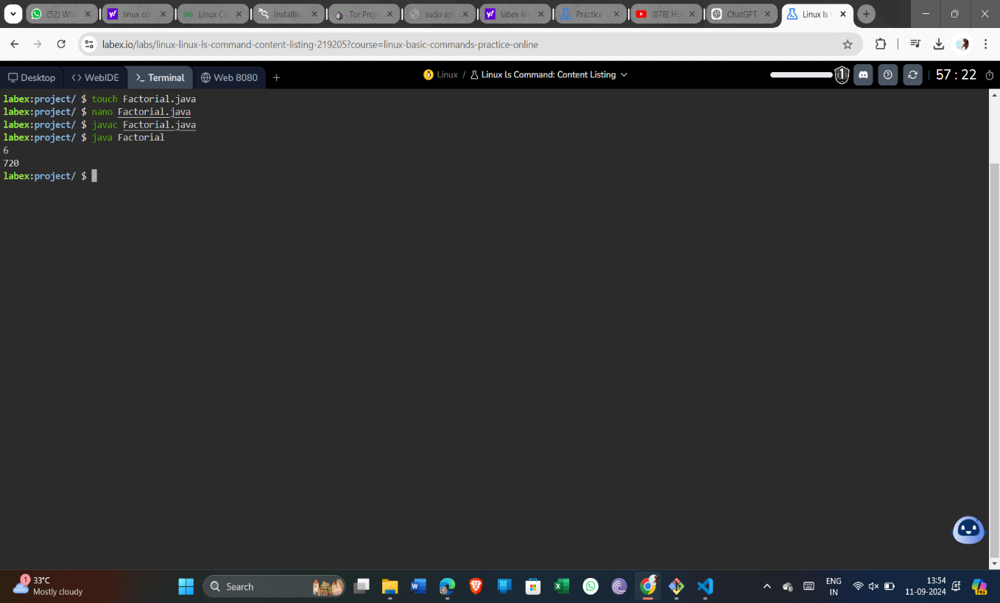 (52) Wh
linux co
Linux Co
Installin
Tor Proj
sudo ap
labex lin
Practice
(878) Ho
ChatGPT
Linux ls
labex.io/labs/linux-linux-ls-command-content-listing-219205?course=linux-basic-commands-practice-online
Desktop <> WebIDE >_ Terminal Web 8080 +
Linux / Linux ls Command: Content Listing
1
57 : 22
labex:project/ $ touch Factorial.java
labex:project/ $ nano Factorial.java
labex:project/ $ javac Factorial.java
labex:project/ $ java Factorial
6
720
labex:project/ $
1
33°C
Mostly cloudy
Search
ENG
IN
13:54
11-09-2024
PRE